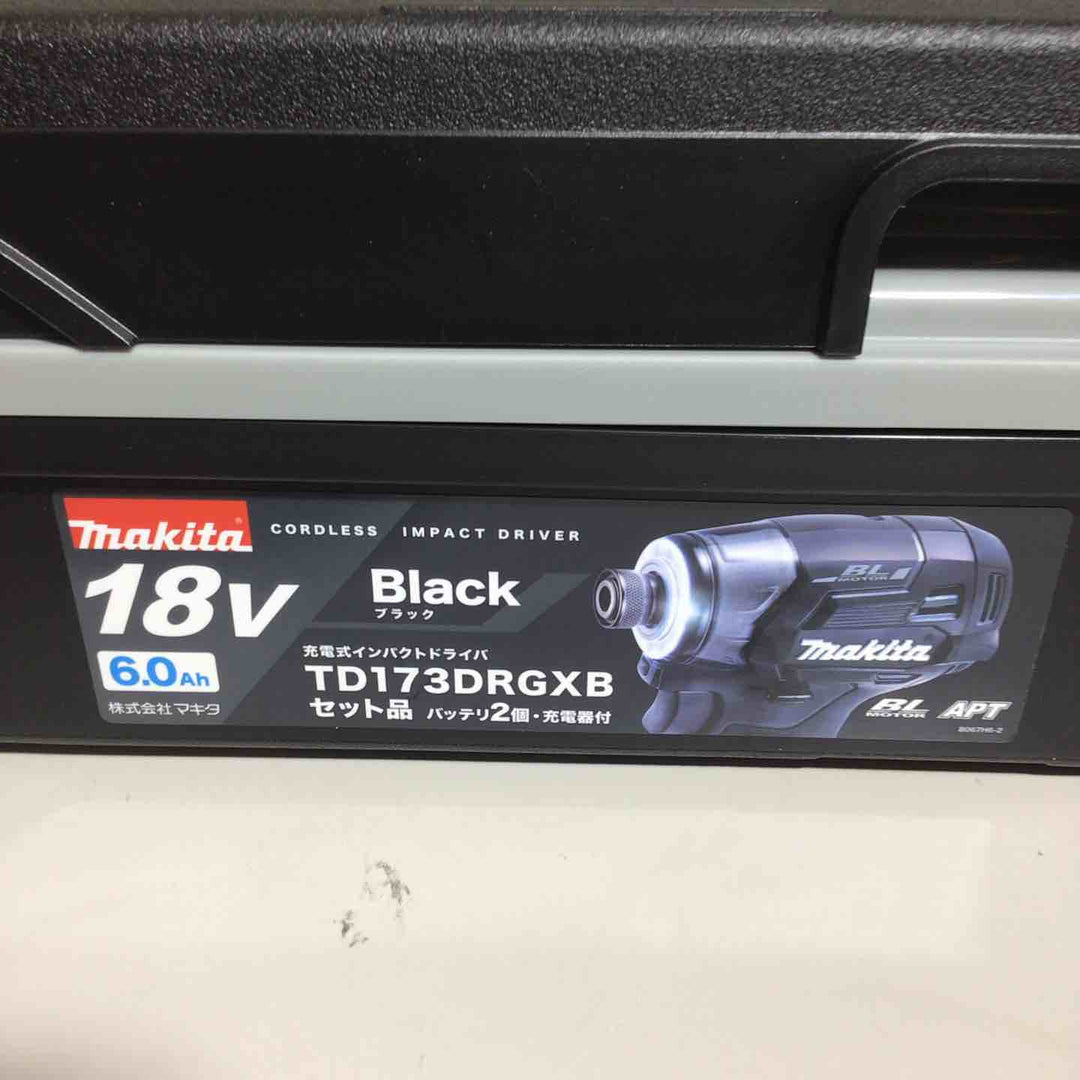 makita
CORDLESS IMPACT DRIVER
18V
Black
ブラック
6.0Ah
充電式インパクトドライバ
TD173DRGXB
株式会社マキタ
セット品 バッテリ2個・充電器付
BL
MOTOR
makita
BL
MOTOR
APT